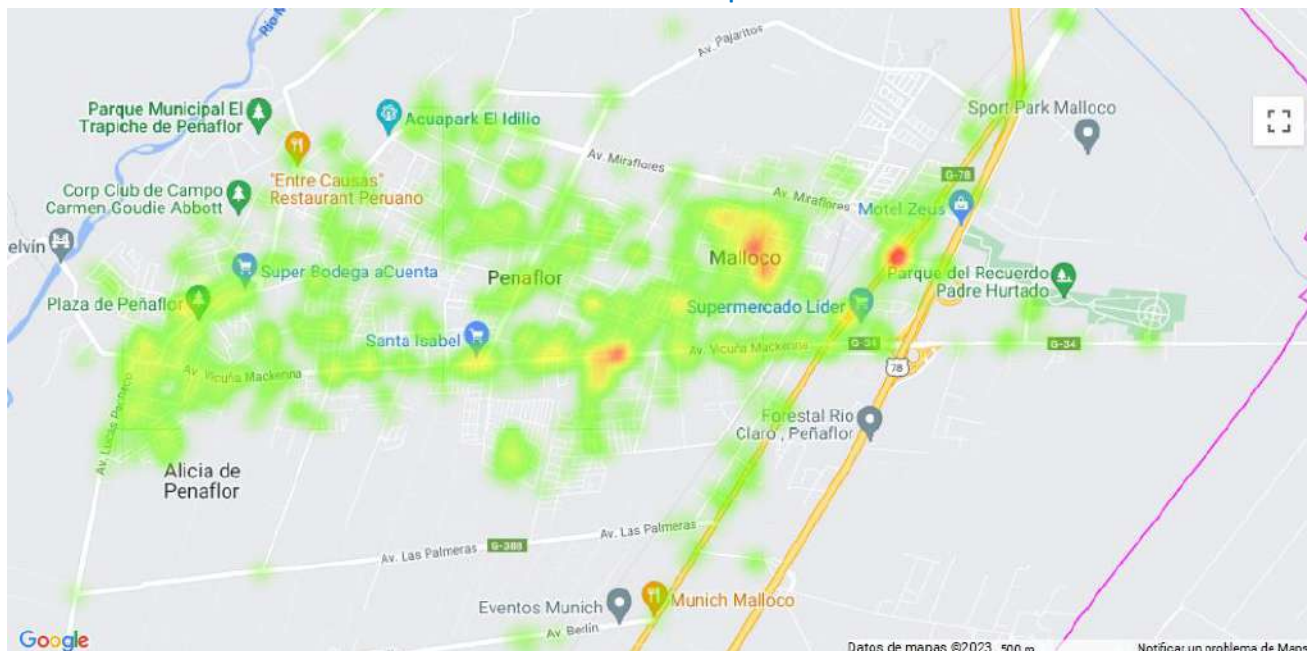 Av. Pajaritos
Parque Municipal El
Trapiche de Peñaflor
Acuapark El Idilio
Sport Park Malloco
Av. Miraflores
"Entre Causas"
Restaurant Peruano
G-78
Av. Miraflores
Corp Club de Campo
Carmen Goudie Abbott
Motel Zeus
elvín
Malloco
Super Bodega aCuenta
Penaflor
Parque del Recuerdo
Padre Hurtado
Plaza de Peñaflor
Supermercado Lider
Santa Isabel
Av. Vicuña Mackenna
G-34
G-34
Av. Vicuña Mackenna
78
Av. Lucas Pacheco
Forestal Rio
Claro , Peñaflor
Alicia de
Penaflor
Av. Las Palmeras
Av. Las Palmeras
G-388
Eventos Munich
Munich Malloco
Av. Berlín
Google
Datos de mapas ©2023
500 m
Notificar un problema de Maps